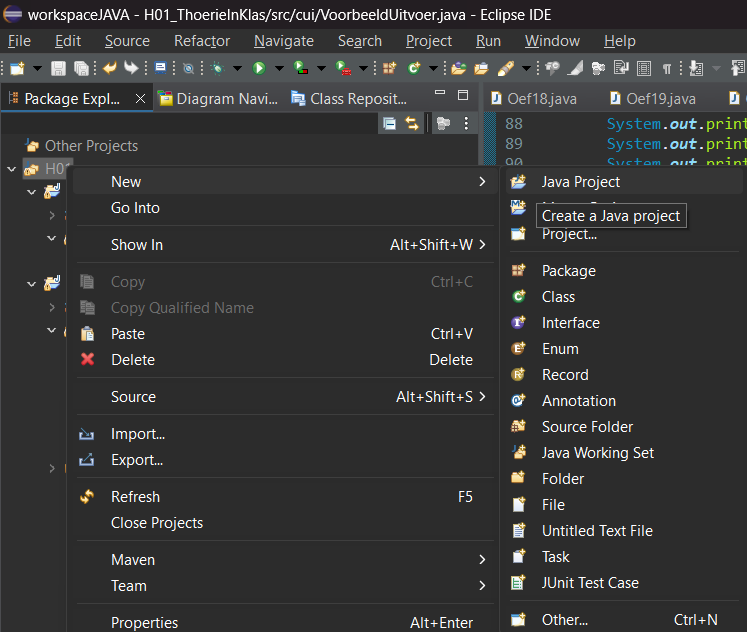 workspaceJAVA - H01_ThoerieInKlas/src/cui/VoorbeeldUitvoer.java - Eclipse IDE
File Edit Source Refactor Navigate Search Project Run Window Help
Package Expl... Diagram Navi... Class Reposit... Oef18.java Oef19.java
88 System.out.print
89 System.out.print
90 System.out.print
Other Projects
H01
New
Go Into
Show In Alt+Shift+W
Copy Ctrl+C
Copy Qualified Name
Paste Ctrl+V
Delete Delete
Source Alt+Shift+S
Import...
Export...
Refresh F5
Close Projects
Maven
Team
Properties Alt+Enter
Java Project
Create a Java project
Project...
Package
Class
Interface
Enum
Record
Annotation
Source Folder
Java Working Set
Folder
File
Untitled Text File
Task
JUnit Test Case
Other... Ctrl+N